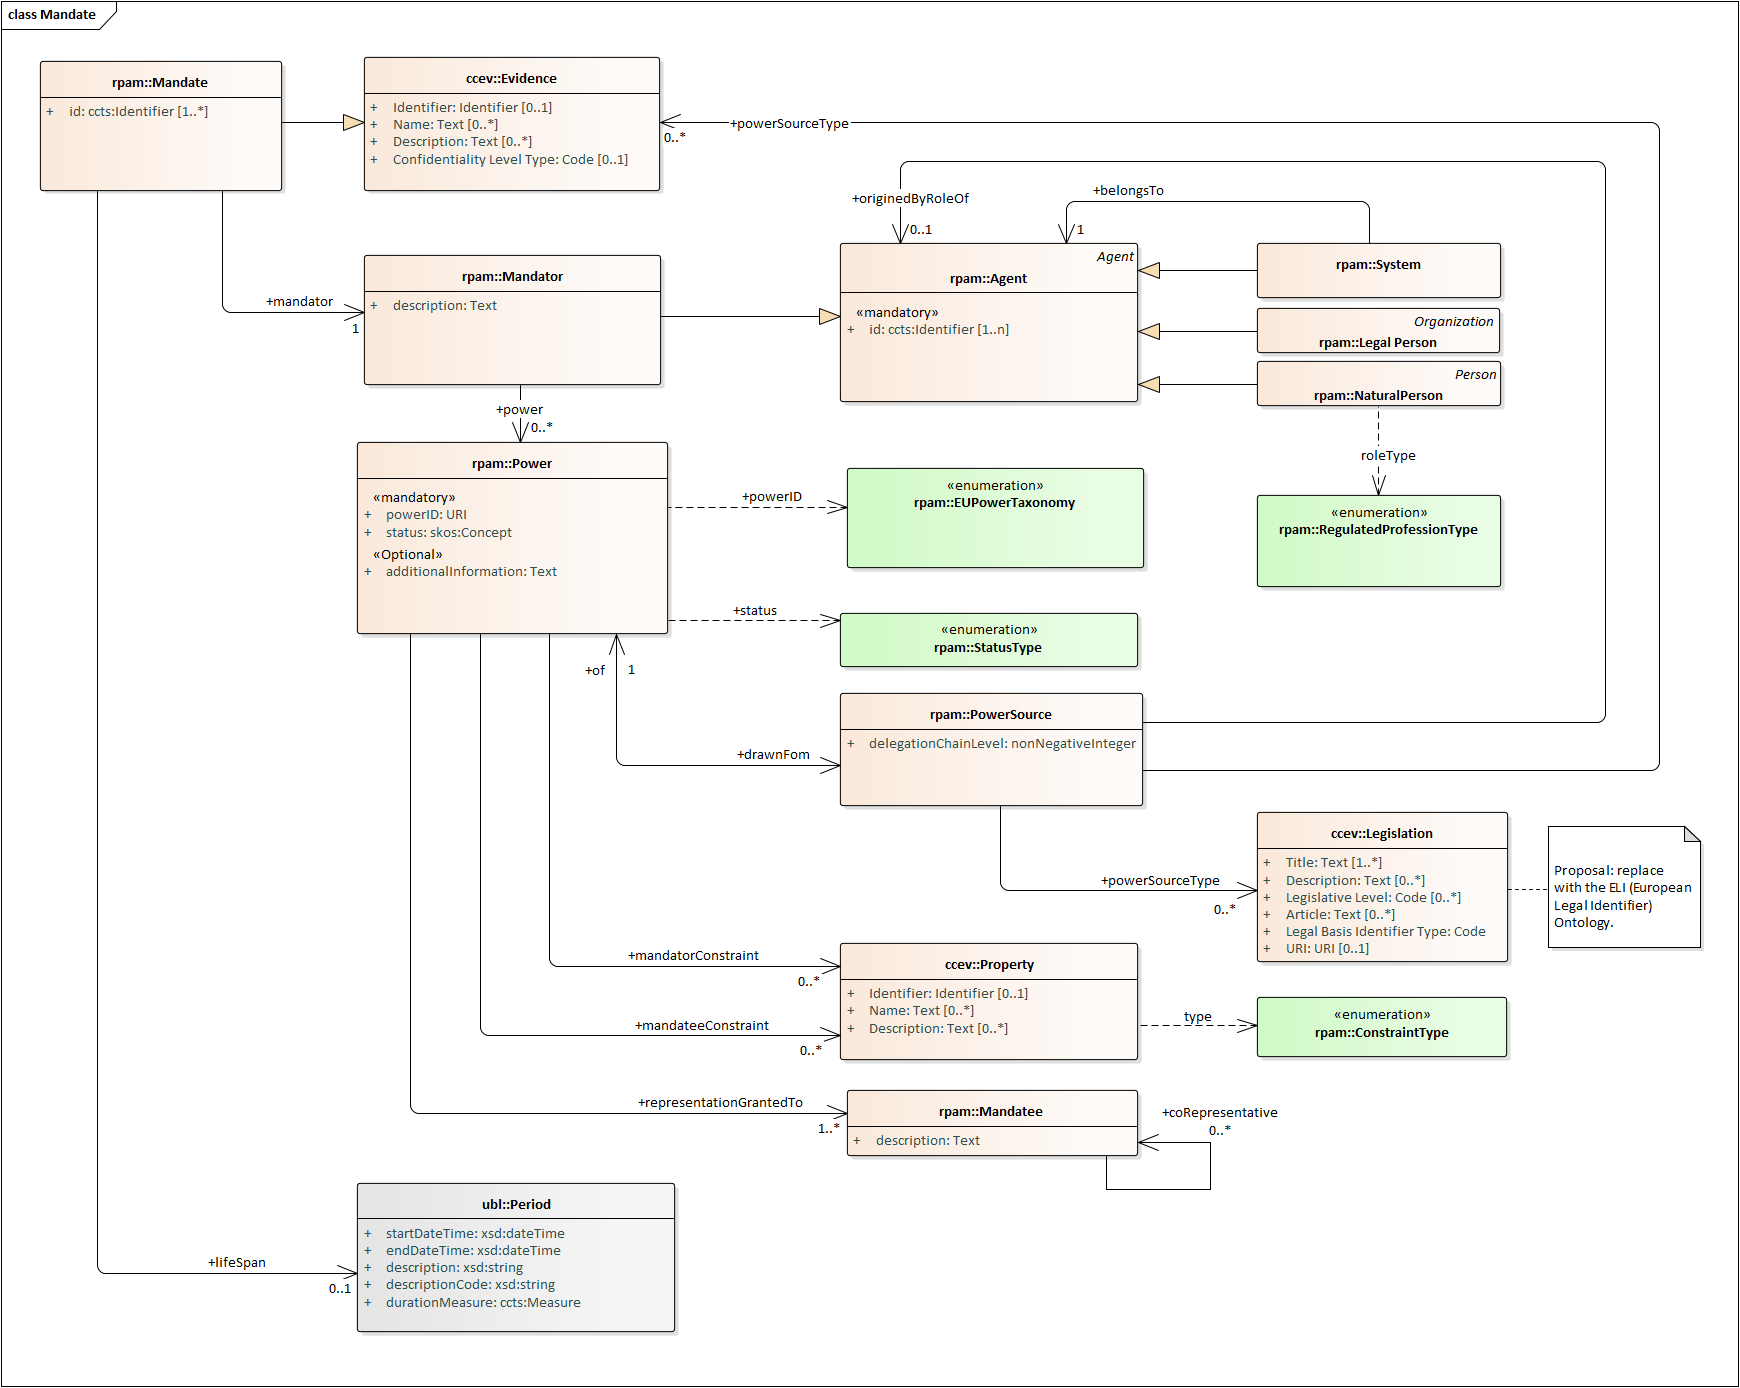 class Mandate
rpam::Mandate
+ id: ccts:Identifier [1..*]
ccev::Evidence
+ Identifier: Identifier [0..1]
+ Name: Text [0..*]
+ Description: Text [0..*]
+ Confidentiality Level Type: Code [0..1]
+powerSourceType
0..*
+originedByRoleOf
0..1
+belongsTo
1
rpam::Mandator
+ description: Text
+mandator
1
Agent
rpam::Agent
«mandatory»
+ id: ccts:Identifier [1..n]
rpam::System
Organization
rpam::Legal Person
Person
rpam::NaturalPerson
roleType
«enumeration»
rpam::RegulatedProfessionType
+power
0..*
rpam::Power
«mandatory»
+ powerID: URI
+ status: skos:Concept
«Optional»
+ additionalInformation: Text
+powerID
«enumeration»
rpam::EUPowerTaxonomy
+status
«enumeration»
rpam::StatusType
+of
1
+drawnFom
rpam::PowerSource
+ delegationChainLevel: nonNegativeInteger
+powerSourceType
0..*
ccev::Legislation
+ Title: Text [1..*]
+ Description: Text [0..*]
+ Legislative Level: Code [0..*]
+ Article: Text [0..*]
+ Legal Basis Identifier Type: Code
+ URI: URI [0..1]
Proposal: replace
with the ELI (European
Legal Identifier)
Ontology.
+mandatorConstraint
0..*
+mandateeConstraint
0..*
ccev::Property
+ Identifier: Identifier [0..1]
+ Name: Text [0..*]
+ Description: Text [0..*]
type
«enumeration»
rpam::ConstraintType
+representationGrantedTo
1..*
rpam::Mandatee
+ description: Text
+coRepresentative
0..*
+lifeSpan
0..1
ubl::Period
+ startDateTime: xsd:dateTime
+ endDateTime: xsd:dateTime
+ description: xsd:string
+ descriptionCode: xsd:string
+ durationMeasure: ccts:Measure